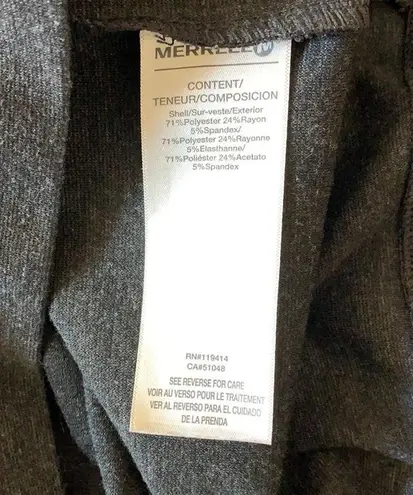 MERRELL
CONTENT/
TENEUR/COMPOSICION
Shell/Sur-veste/Exterior
71%Polyester 24%Rayon
5%Spandex/
71%Polyester 24%Rayonne
5%Élasthanne/
71%Poliéster 24%Acetato
5%Spandex
RN#119414
CA#51048
SEE REVERSE FOR CARE
VOIR AU VERSO POUR LE TRAITEMENT
VER AL REVERSO PARA EL CUIDADO
DE LA PRENDA